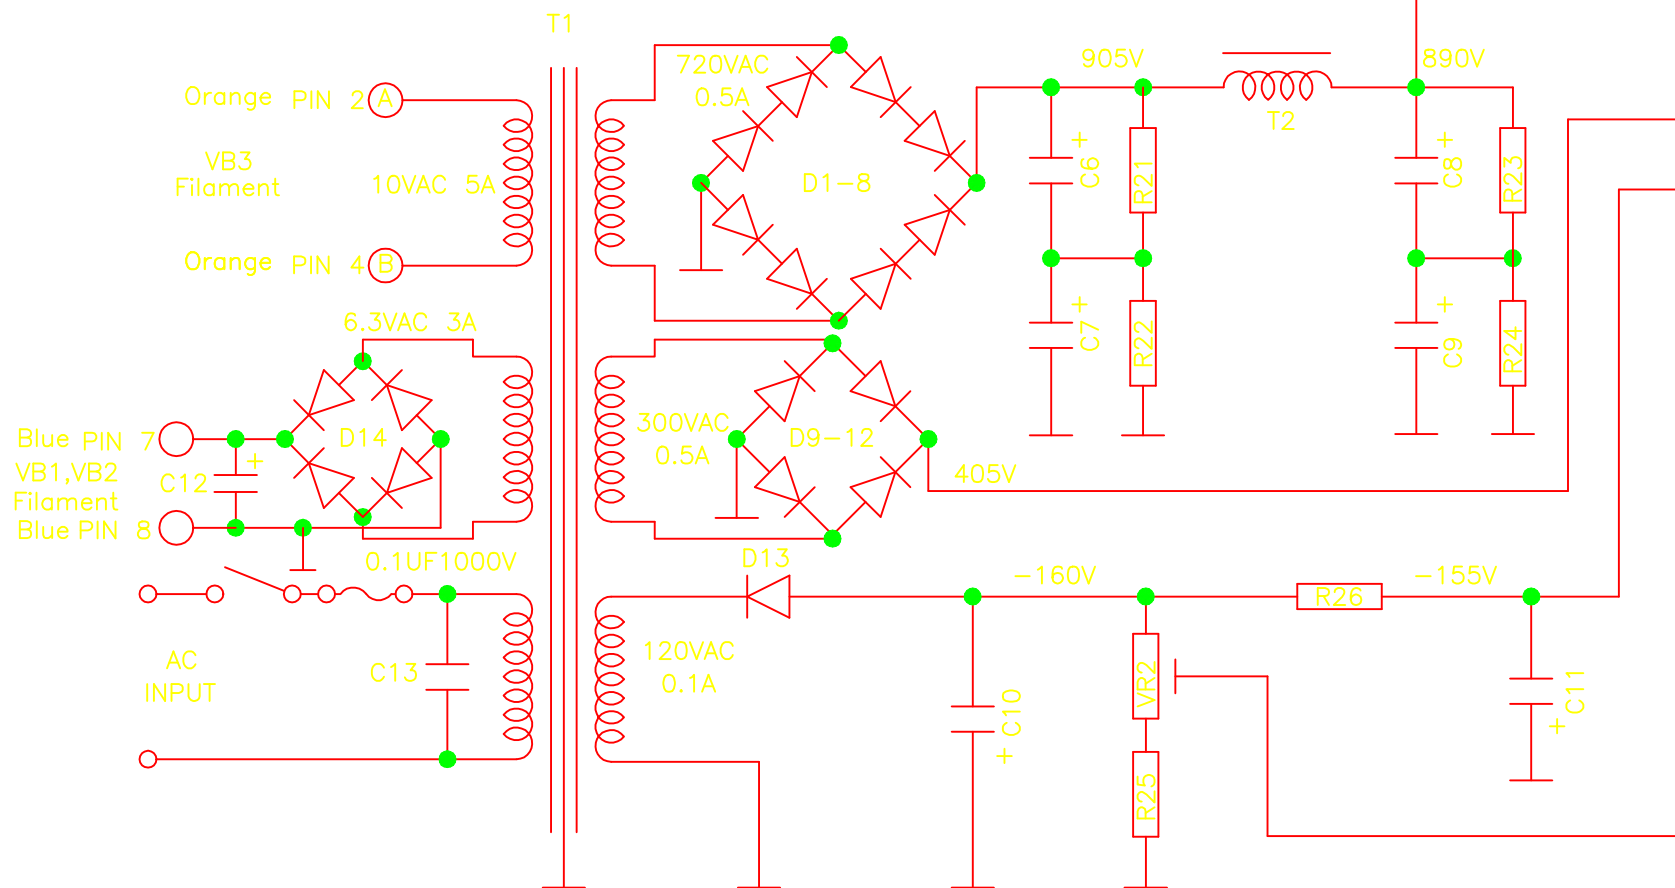 T1
720VAC
0.5A
905V
890V
Orange PIN 2 A
T2
VB3
Filament
10VAC 5A
D1-8
C6
R21
C8
R23
Orange PIN 4 B
6.3VAC 3A
C7
R22
C9
R24
Blue PIN 7
D14
300VAC
0.5A
D9-12
VB1,VB2
Filament
C12
405V
Blue PIN 8
0.1UF1000V
D13
-160V
-155V
R26
AC
INPUT
C13
120VAC
0.1A
VR2
C10
C11
R25